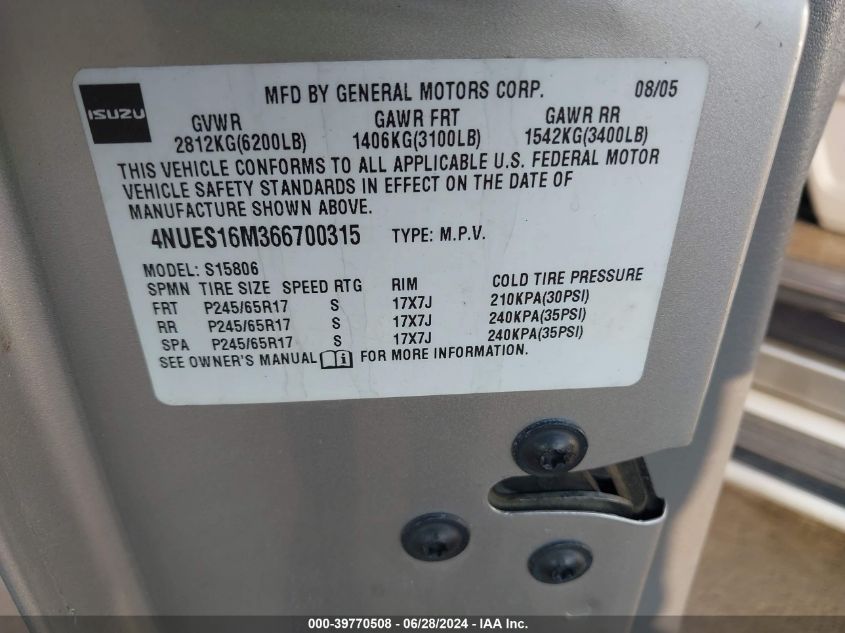 ISUZU
MFD BY GENERAL MOTORS CORP. 08/05
GVWR GAWR FRT GAWR RR
2812KG(6200LB) 1406KG(3100LB) 1542KG(3400LB)
THIS VEHICLE CONFORMS TO ALL APPLICABLE U.S. FEDERAL MOTOR
VEHICLE SAFETY STANDARDS IN EFFECT ON THE DATE OF
MANUFACTURE SHOWN ABOVE.
4NUES16M366700315 TYPE: M.P.V.
MODEL: S15806
SPMN TIRE SIZE SPEED RTG RIM COLD TIRE PRESSURE
FRT P245/65R17 S 17X7J 210KPA(30PSI)
RR P245/65R17 S 17X7J 240KPA(35PSI)
SPA P245/65R17 S 17X7J 240KPA(35PSI)
SEE OWNER'S MANUAL i FOR MORE INFORMATION.
000-39770508 - 06/28/2024 - IAA Inc.